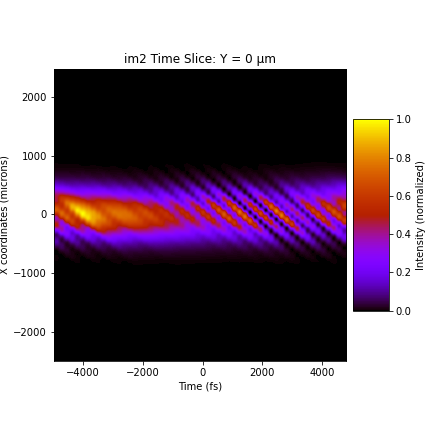 im2 Time Slice: Y = 0 µm
X coordinates (microns)
2000
1000
0
−1000
−2000
−4000 −2000 0 2000 4000
Time (fs)
1.0
0.8
0.6
0.4
0.2
0.0
Intensity (normalized)